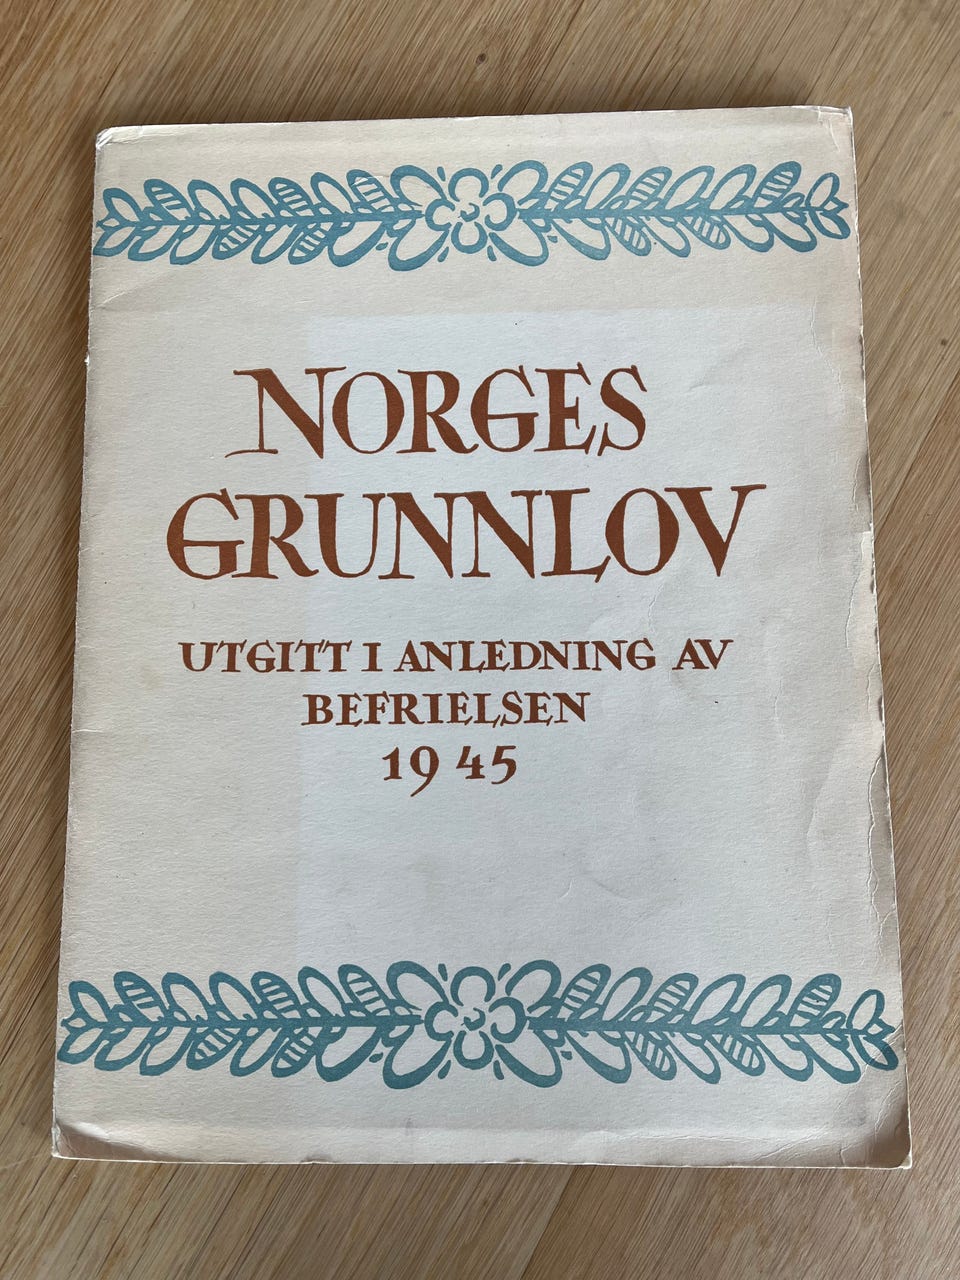 NORGES
GRUNNLOV
UTGITT I ANLEDNING AV
BEFRIELSEN
1945